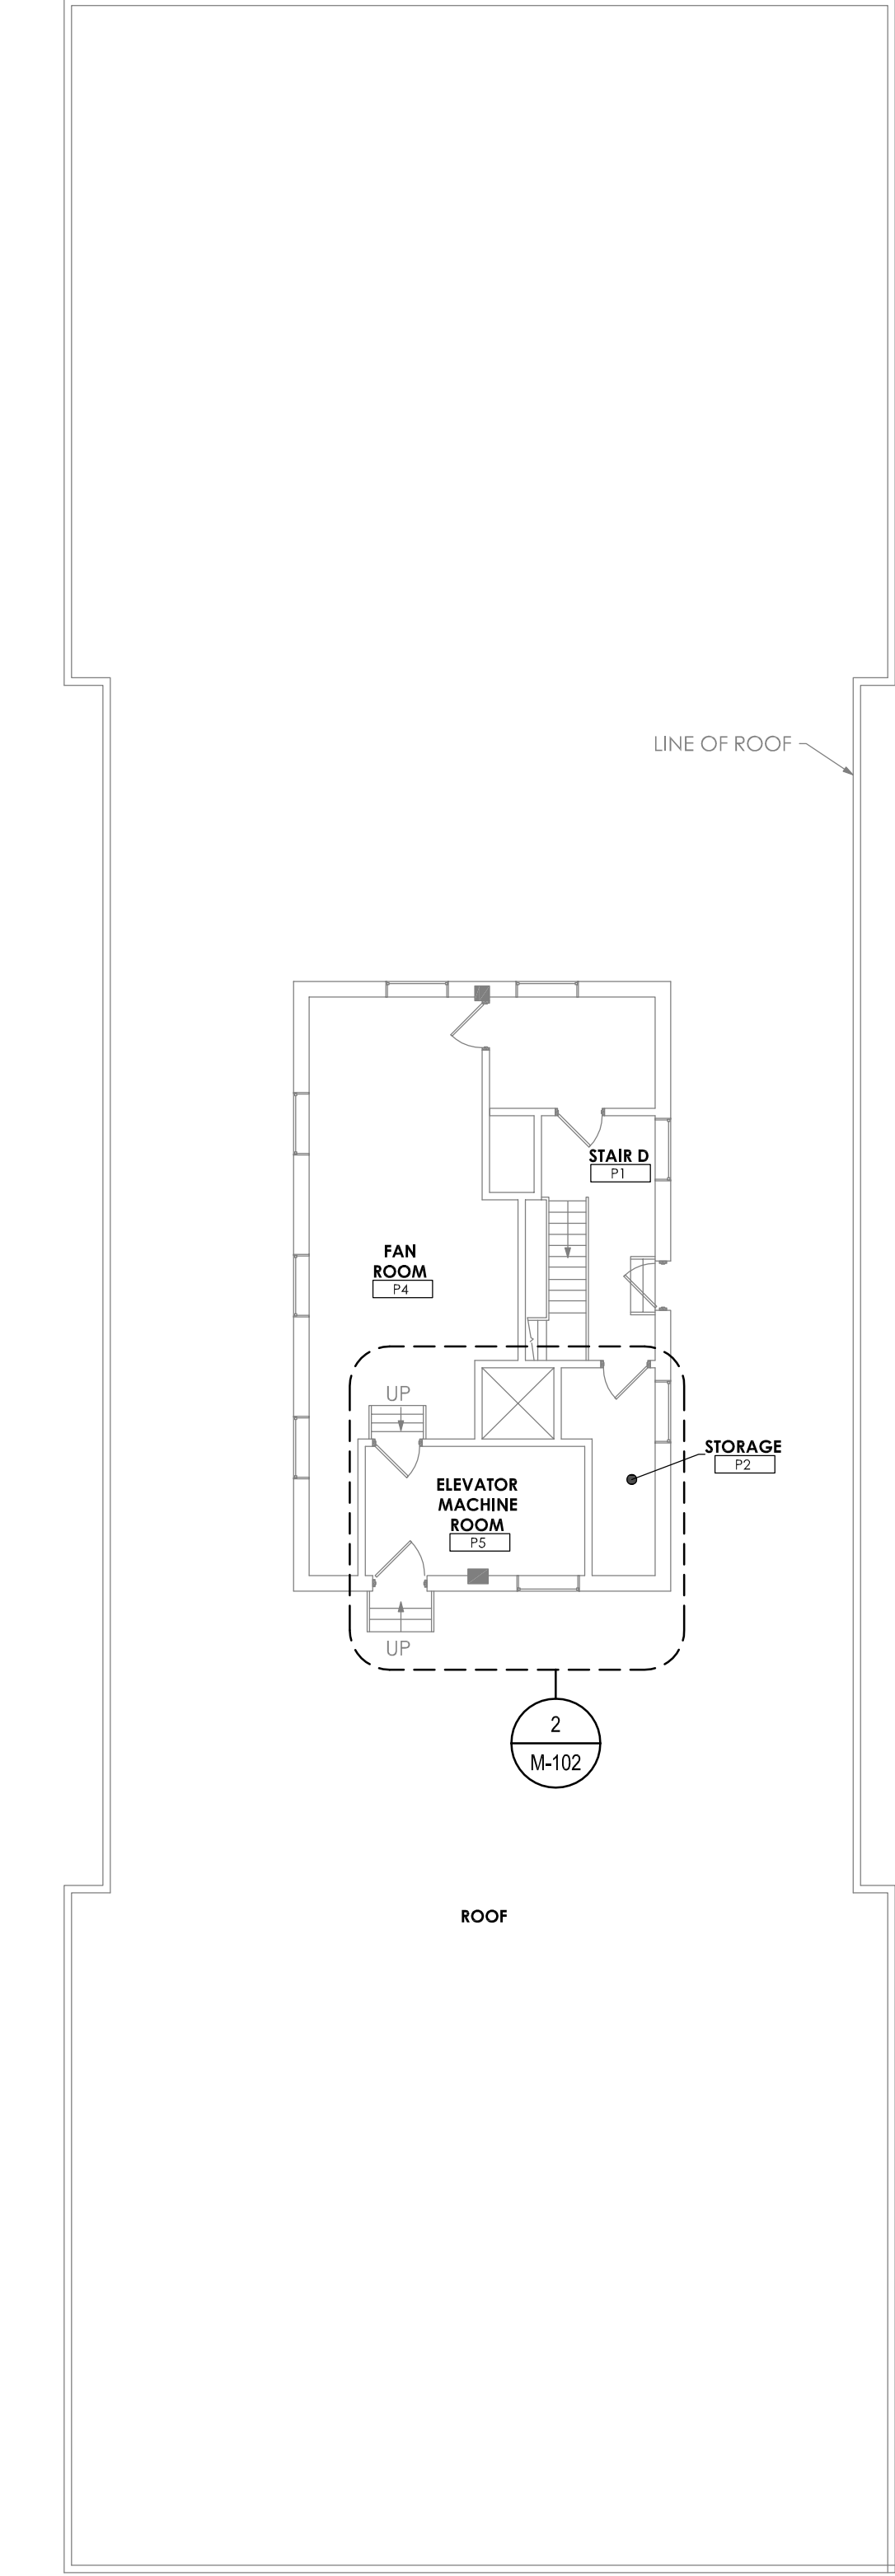 LINE OF ROOF
STAIR D
P1
FAN
ROOM
P4
UP
STORAGE
P2
ELEVATOR
MACHINE
ROOM
P5
UP
2
M-102
ROOF